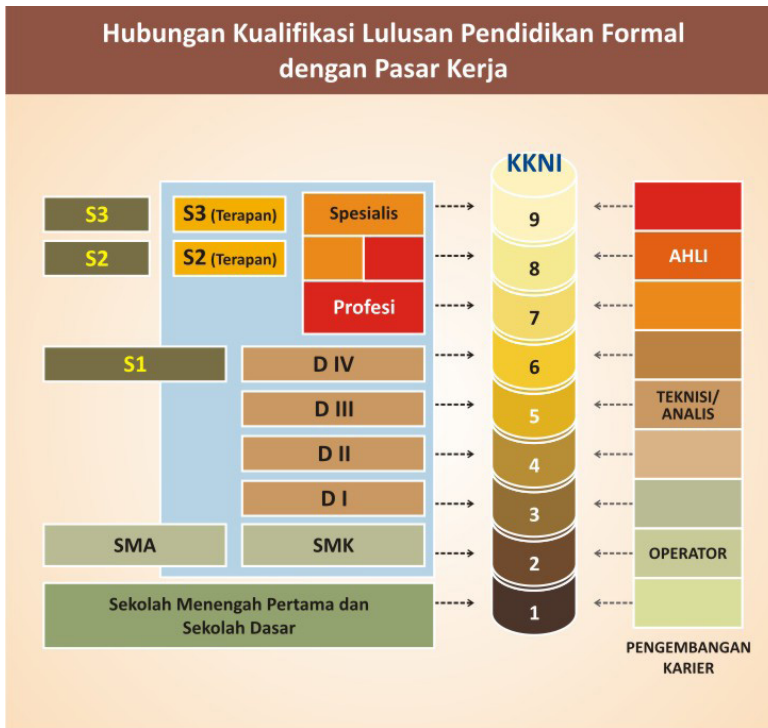 Hubungan Kualifikasi Lulusan Pendidikan Formal
dengan Pasar Kerja
KKNI
S3
S3 (Terapan)
Spesialis
9
S2
S2 (Terapan)
8
AHLI
Profesi
7
S1
D IV
6
D III
5
TEKNISI/
ANALIS
D II
4
D I
3
SMA
SMK
2
OPERATOR
Sekolah Menengah Pertama dan
Sekolah Dasar
1
PENGEMBANGAN
KARIER